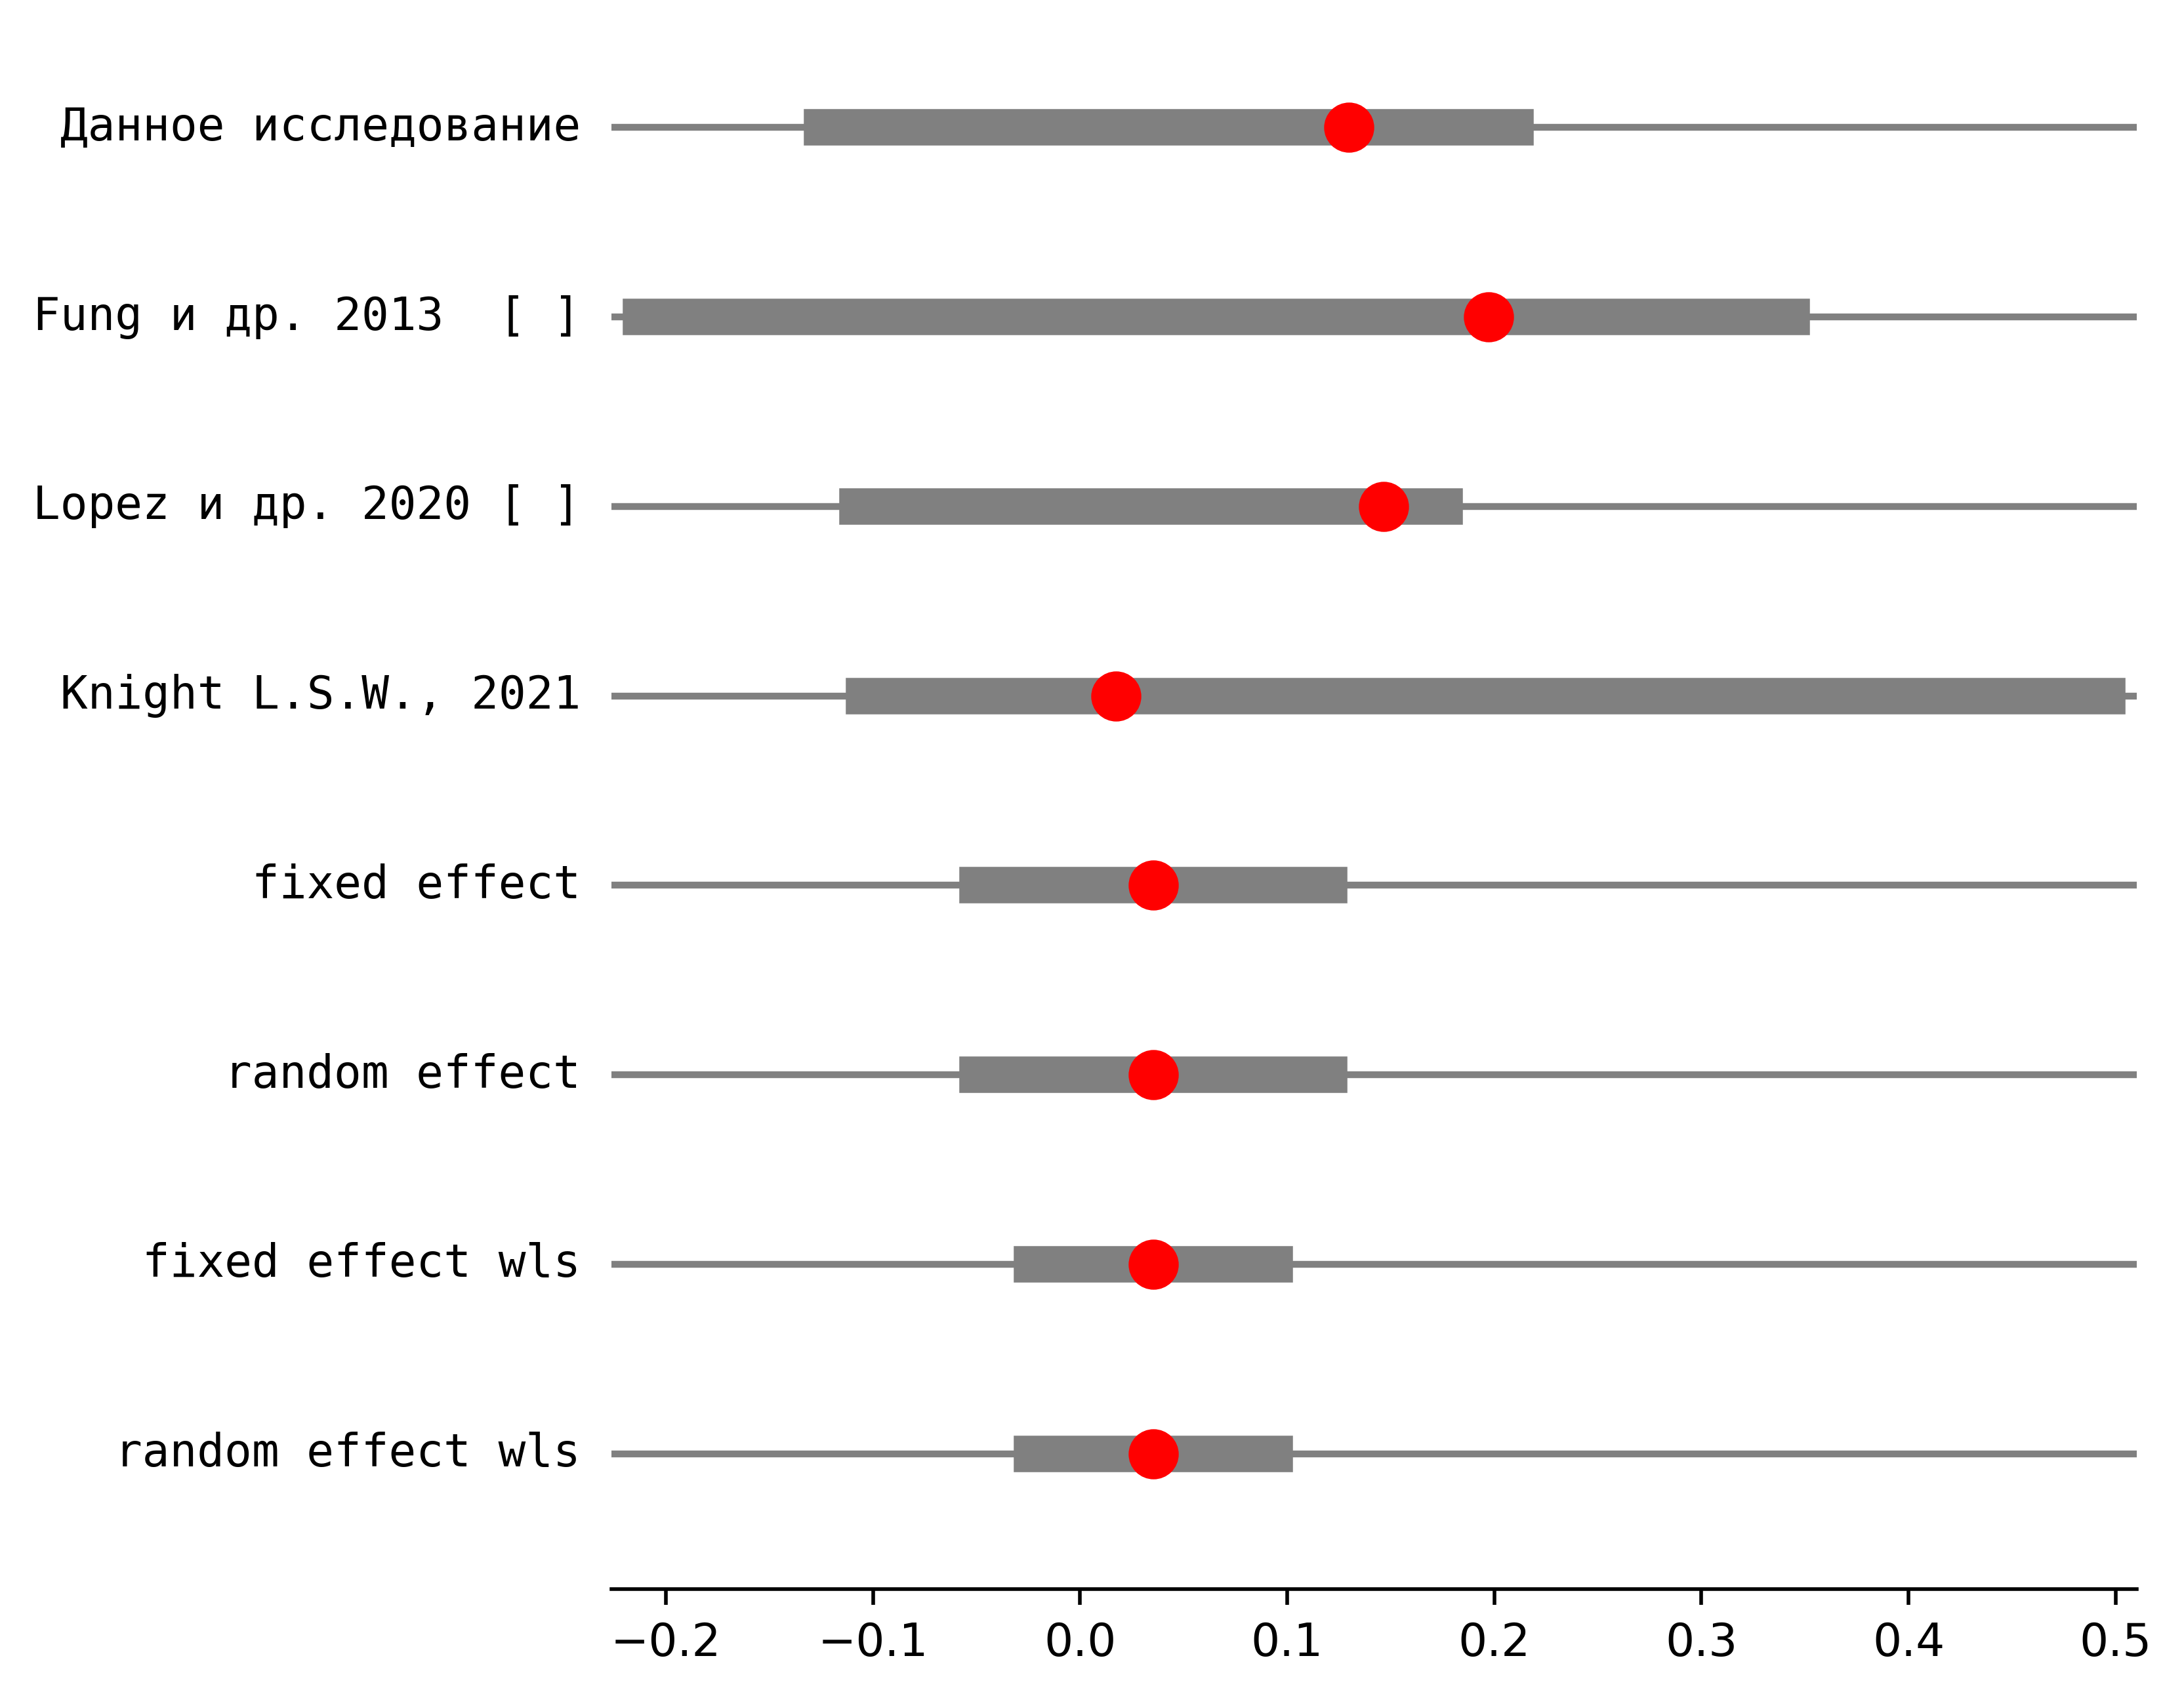 Данное исследование
Fung и др. 2013  [ ]
Lopez и др. 2020 [ ]
Knight L.S.W., 2021
fixed effect
random effect
fixed effect wls
random effect wls
−0.2 −0.1 0.0 0.1 0.2 0.3 0.4 0.5